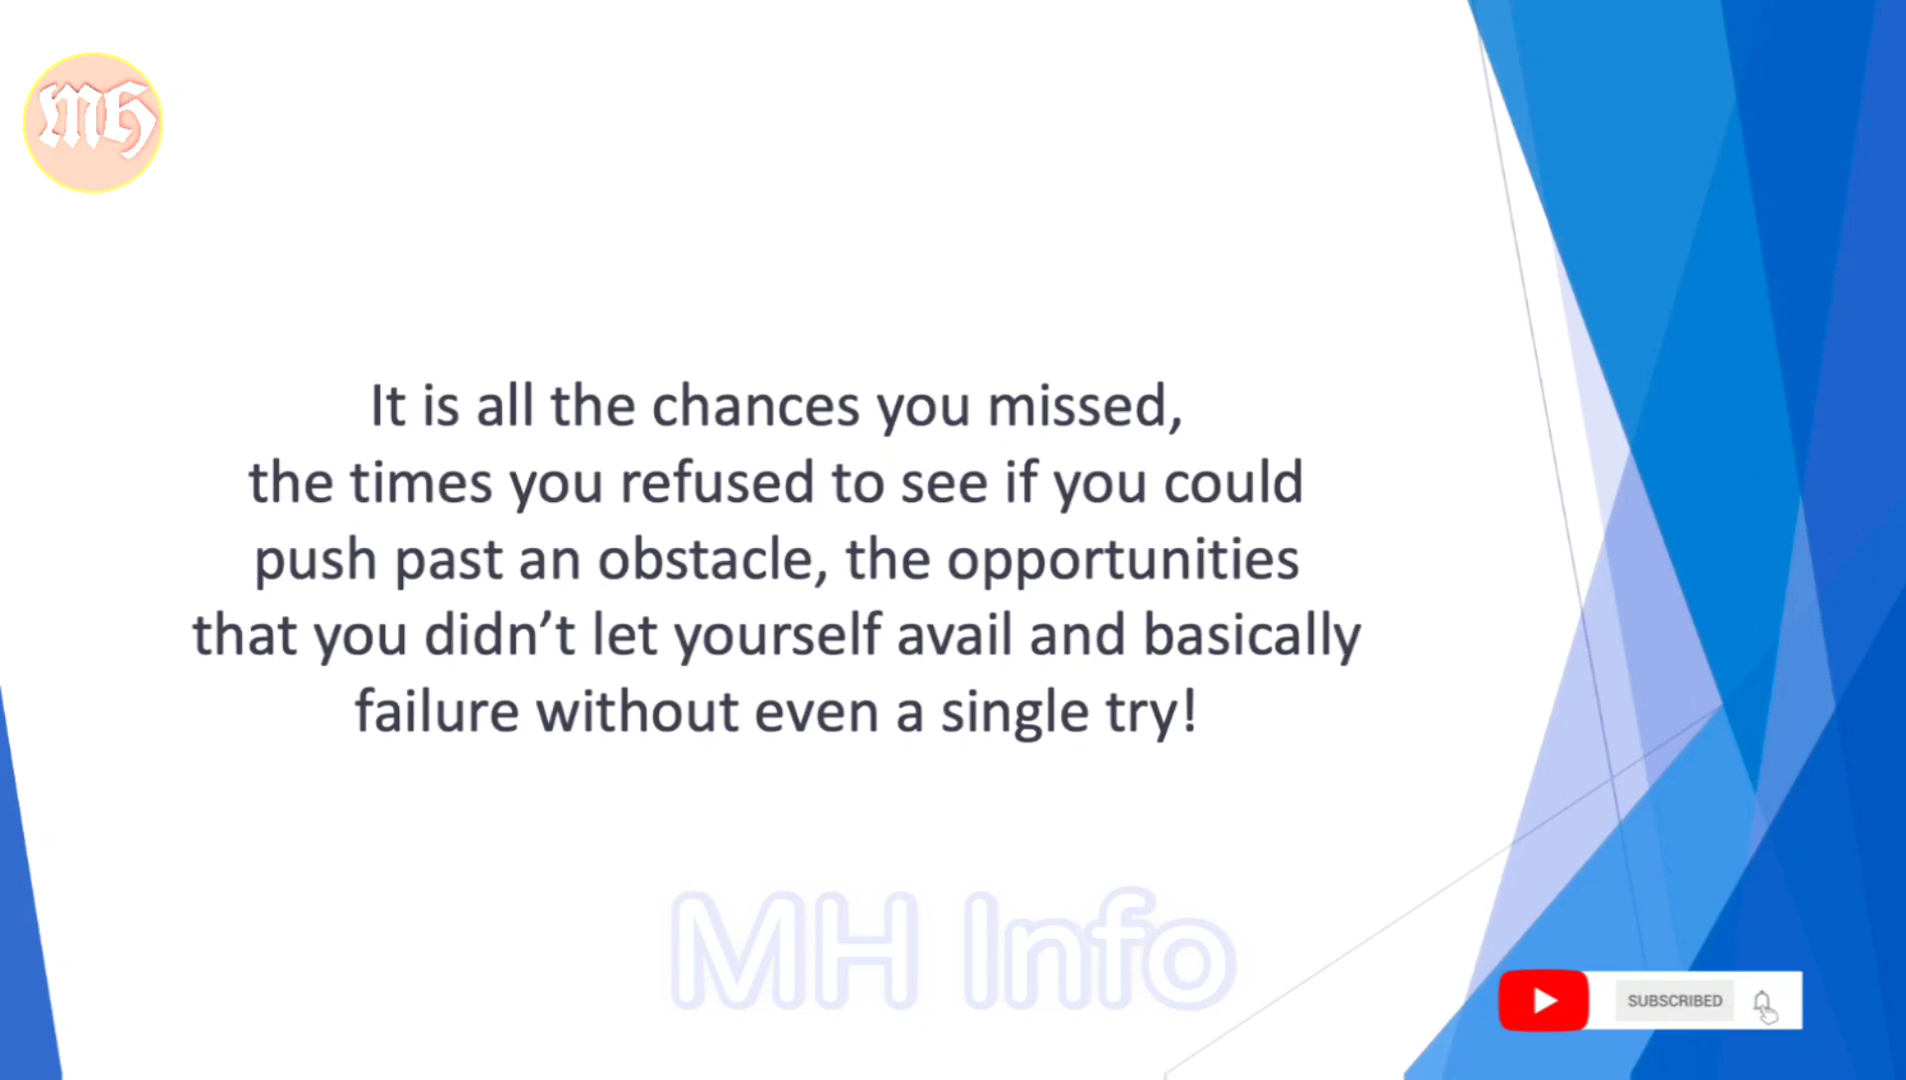 MH
It is all the chances you missed,
the times you refused to see if you could
push past an obstacle, the opportunities
that you didn’t let yourself avail and basically
failure without even a single try!
MH Info
SUBSCRIBED